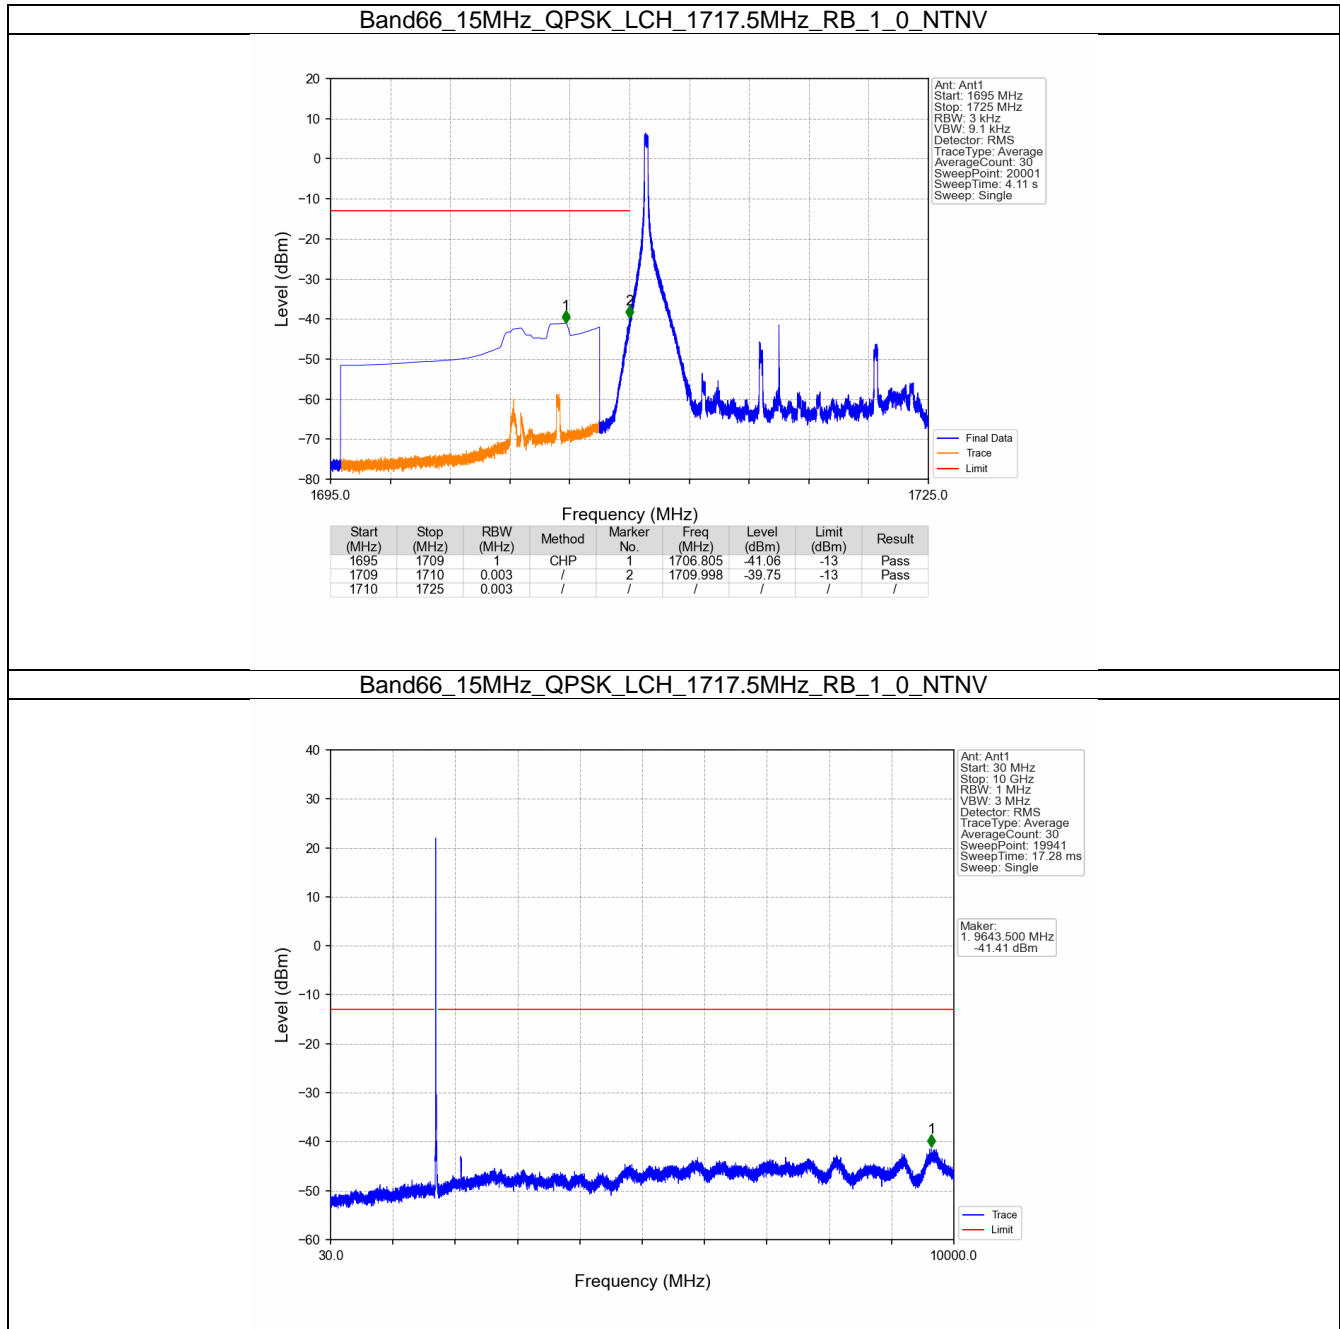 Band66_15MHz_QPSK_LCH_1717.5MHz_RB_1_0_NTNV
20
10
0
−10
−20
−30
−40
−50
−60
−70
−80
Level (dBm)
1
2
Ant: Ant1
Start: 1695 MHz
Stop: 1725 MHz
RBW: 3 kHz
VBW: 9.1 kHz
Detector: RMS
TraceType: Average
AverageCount: 30
SweepPoint: 20001
SweepTime: 4.11 s
Sweep: Single
Final Data
Trace
Limit
1695.0 1725.0
Frequency (MHz)
Start (MHz) Stop (MHz) RBW (MHz) Method Marker No. Freq (MHz) Level (dBm) Limit (dBm) Result
1695 1709 1 CHP 1 1706.805 -41.06 -13 Pass
1709 1710 0.003 / 2 1709.998 -39.75 -13 Pass
1710 1725 0.003 / / / / / /
Band66_15MHz_QPSK_LCH_1717.5MHz_RB_1_0_NTNV
40
30
20
10
0
−10
−20
−30
−40
−50
−60
Level (dBm)
1
Ant: Ant1
Start: 30 MHz
Stop: 10 GHz
RBW: 1 MHz
VBW: 3 MHz
Detector: RMS
TraceType: Average
AverageCount: 30
SweepPoint: 19941
SweepTime: 17.28 ms
Sweep: Single
Maker:
1. 9643.500 MHz
-41.41 dBm
Trace
Limit
30.0 10000.0
Frequency (MHz)